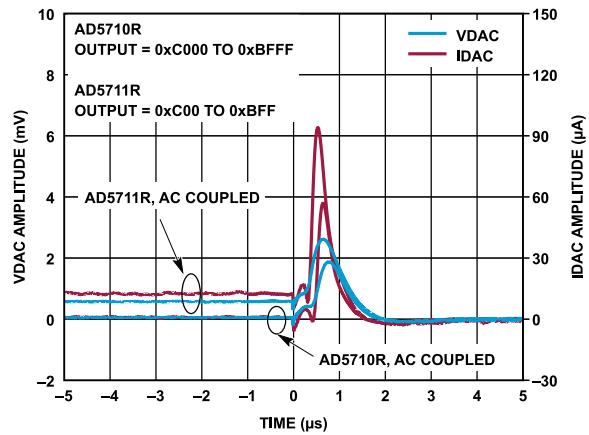 AD5710R
OUTPUT = 0xC000 TO 0xBFFF
AD5711R
OUTPUT = 0xC00 TO 0xBFF
VDAC
IDAC
AD5711R, AC COUPLED
AD5710R, AC COUPLED
VDAC AMPLITUDE (mV)
10
8
6
4
2
0
–2
IDAC AMPLITUDE (µA)
150
120
90
60
30
0
–30
–5 –4 –3 –2 –1 0 1 2 3 4 5
TIME (µs)